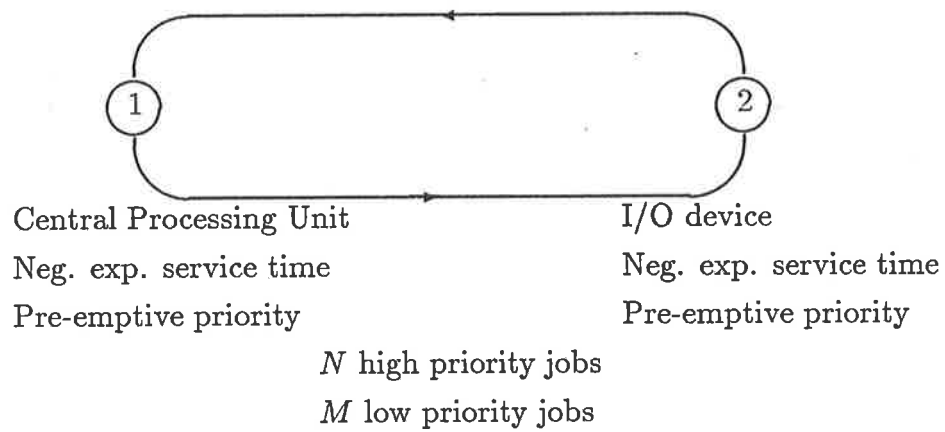 1
2
Central Processing Unit
I/O device
Neg. exp. service time
Neg. exp. service time
Pre-emptive priority
Pre-emptive priority
N high priority jobs
M low priority jobs